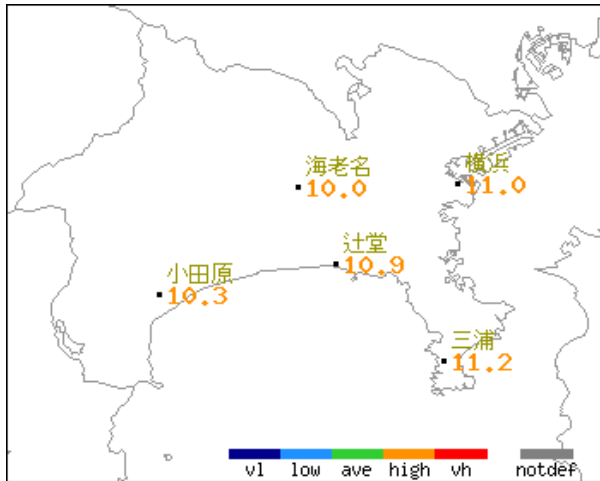 海老名
10.0
横浜
11.0
辻堂
10.9
小田原
10.3
三浦
11.2
vl low ave high vh notdef